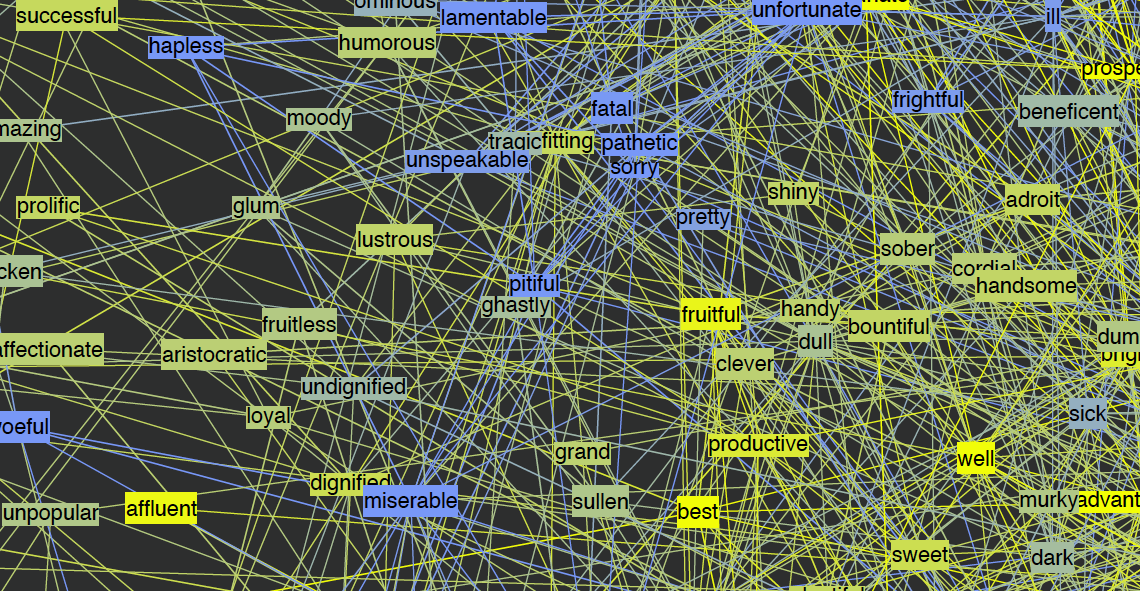 successful
ominous
lamentable
unfortunate
ill
hapless
humorous
prospe
fatal
frightful
beneficent
moody
mazing
tragic
fitting
pathetic
unspeakable
sorry
shiny
adroit
prolific
glum
pretty
lustrous
sober
cordial
cken
pitiful
handsome
ghastly
handy
fruitful
fruitless
bountiful
dull
dum
affectionate
aristocratic
clever
undignified
loyal
sick
woeful
productive
grand
well
dignified
miserable
sullen
murky
advant
affluent
unpopular
best
sweet
dark